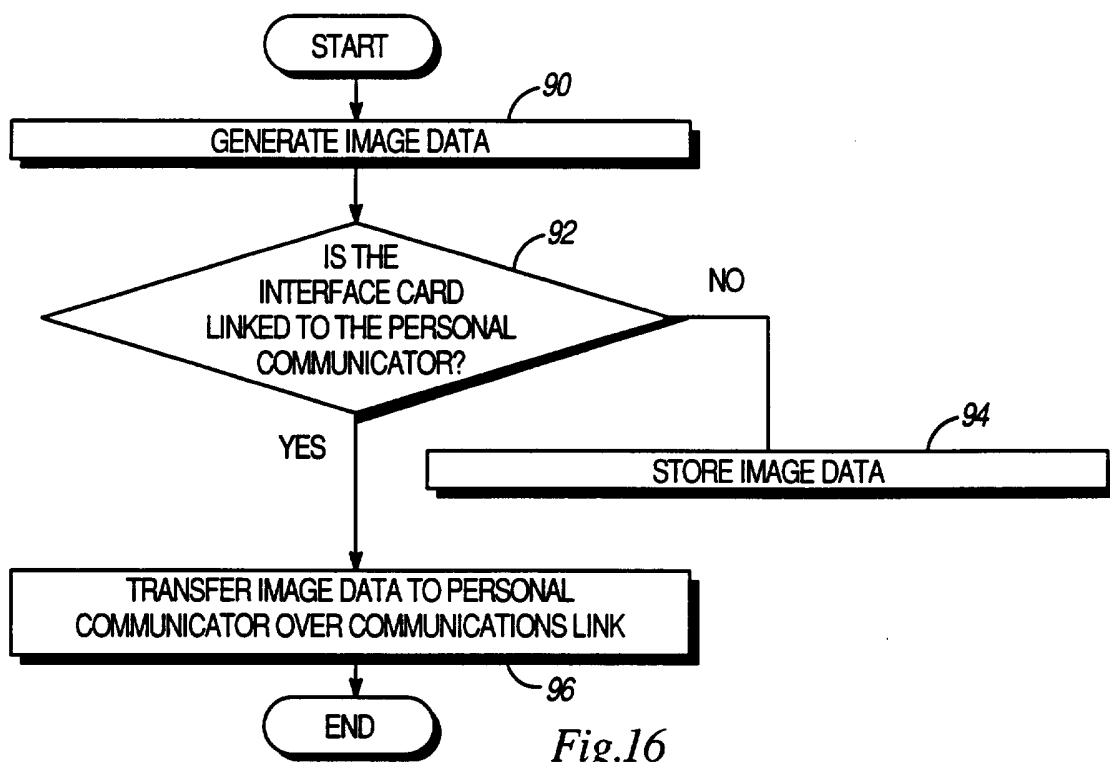 START
90
GENERATE IMAGE DATA
92
IS THE
INTERFACE CARD
LINKED TO THE PERSONAL
COMMUNICATOR?
NO
YES
94
STORE IMAGE DATA
TRANSFER IMAGE DATA TO PERSONAL
COMMUNICATOR OVER COMMUNICATIONS LINK
96
END
Fig.16